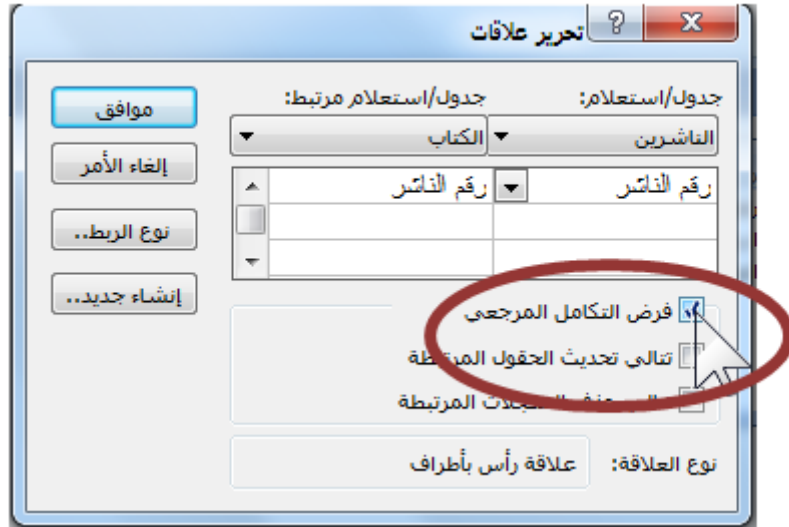 تحرير علاقات
جدول/استعلام: جدول/استعلام مرتبط:
الناشرين الكتاب
رقم الناشر رقم الناشر
موافق
إلغاء الأمر
نوع الربط..
إنشاء جديد..
فرض التكامل المرجعي
تتالي تحديث الحقول المرتبطة
المرتبطة
نوع العلاقة: علاقة رأس بأطراف